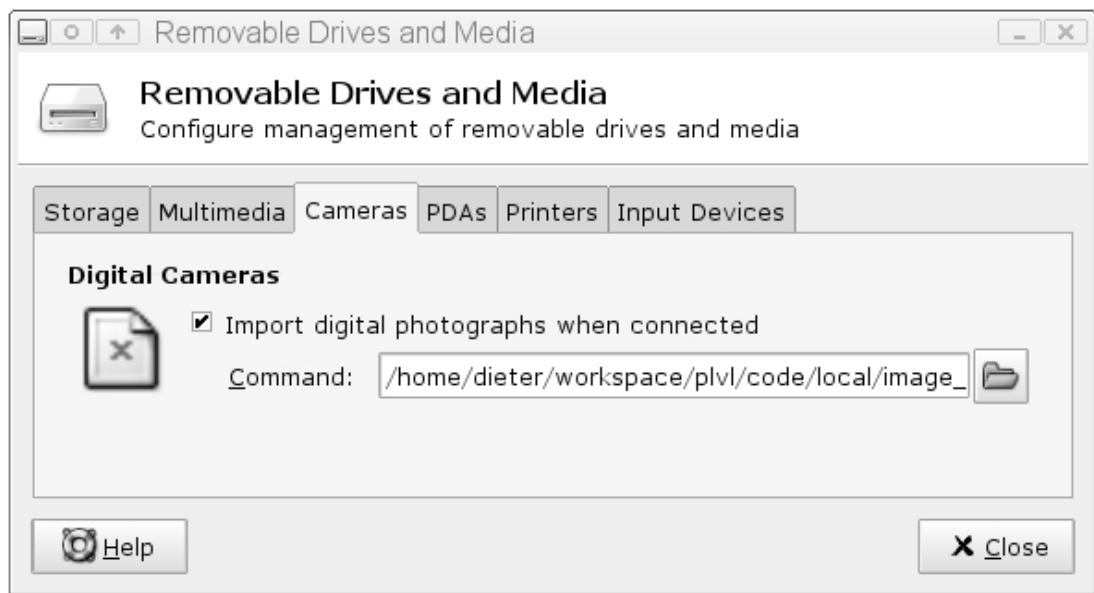 Removable Drives and Media
Removable Drives and Media
Configure management of removable drives and media
Storage Multimedia Cameras PDAs Printers Input Devices
Digital Cameras
Import digital photographs when connected
Command: /home/dieter/workspace/plvl/code/local/image_
Help Close